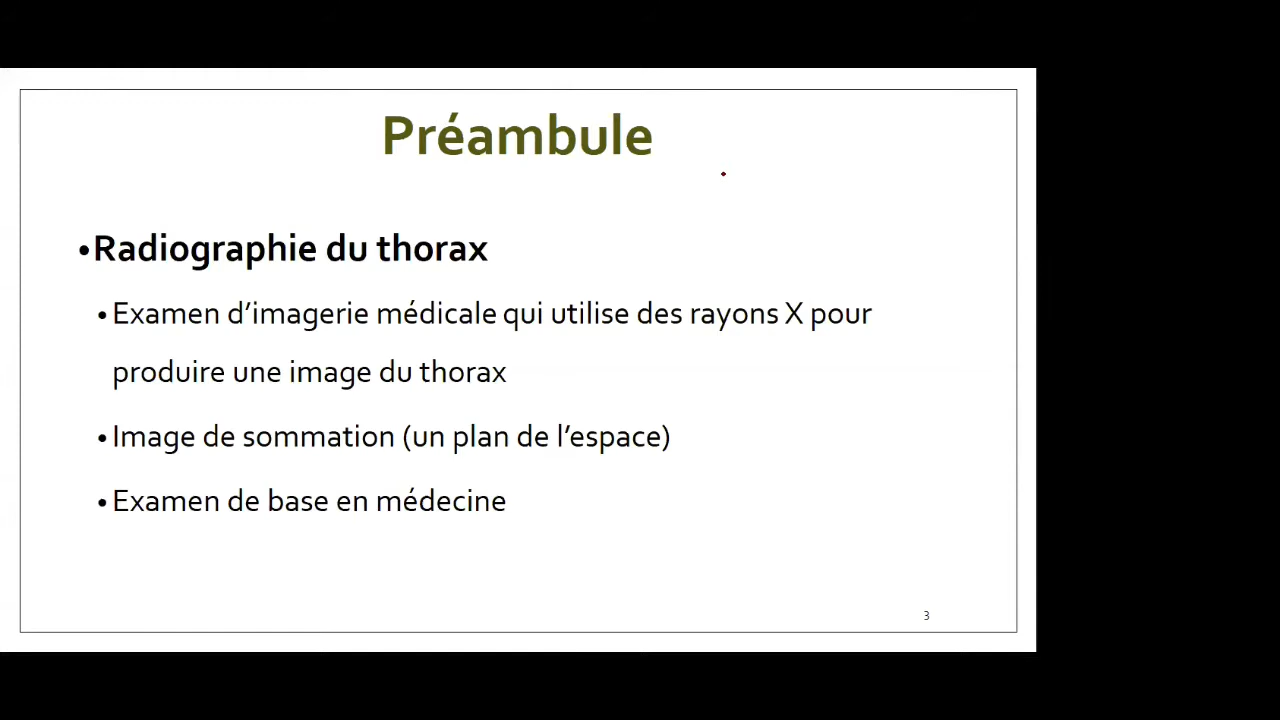 Préambule
•Radiographie du thorax
•Examen d’imagerie médicale qui utilise des rayons X pour
produire une image du thorax
•Image de sommation (un plan de l’espace)
•Examen de base en médecine
3